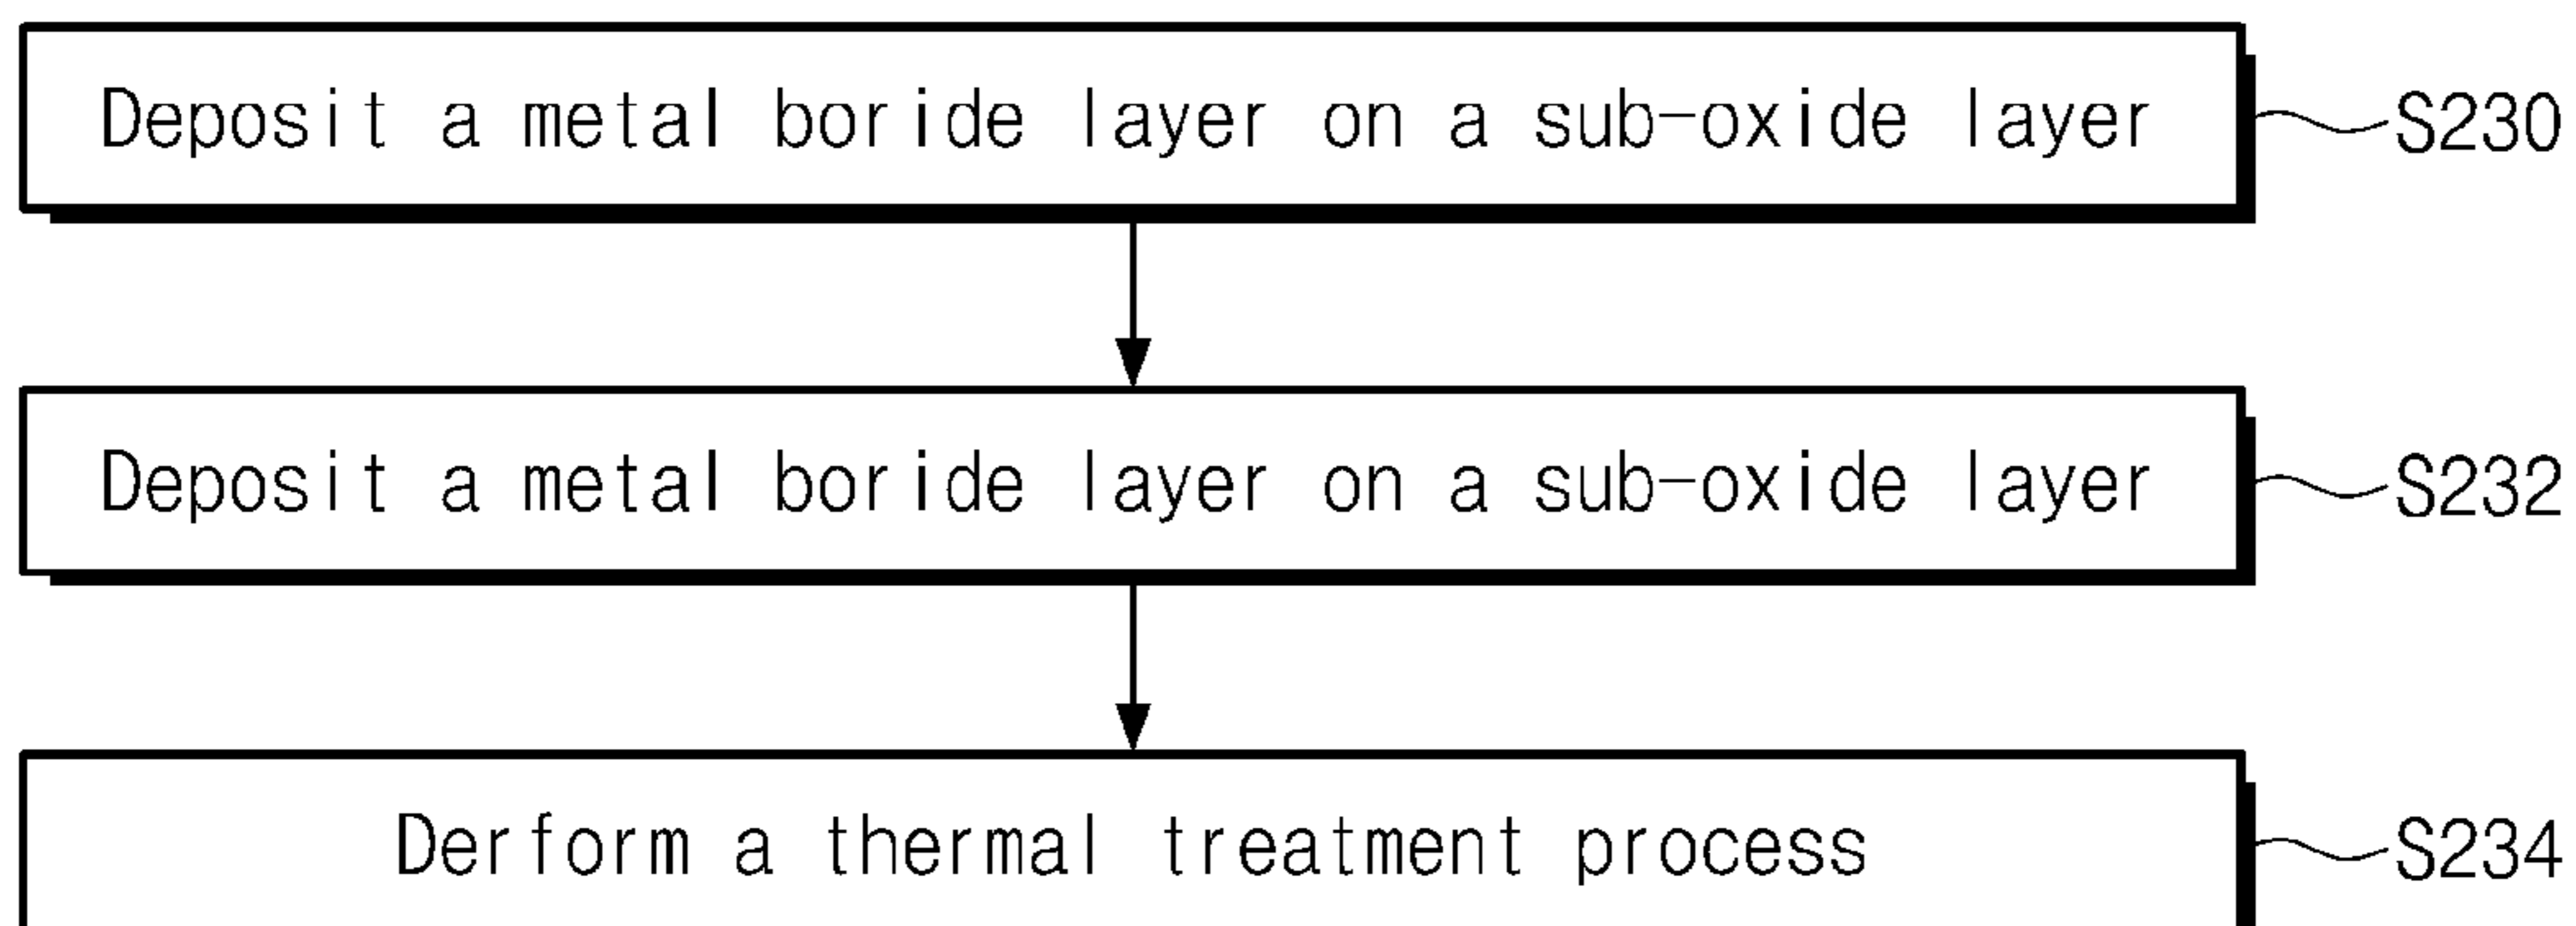 Deposit a metal boride layer on a sub-oxide layer S230
Deposit a metal boride layer on a sub-oxide layer S232
Derform a thermal treatment process S234